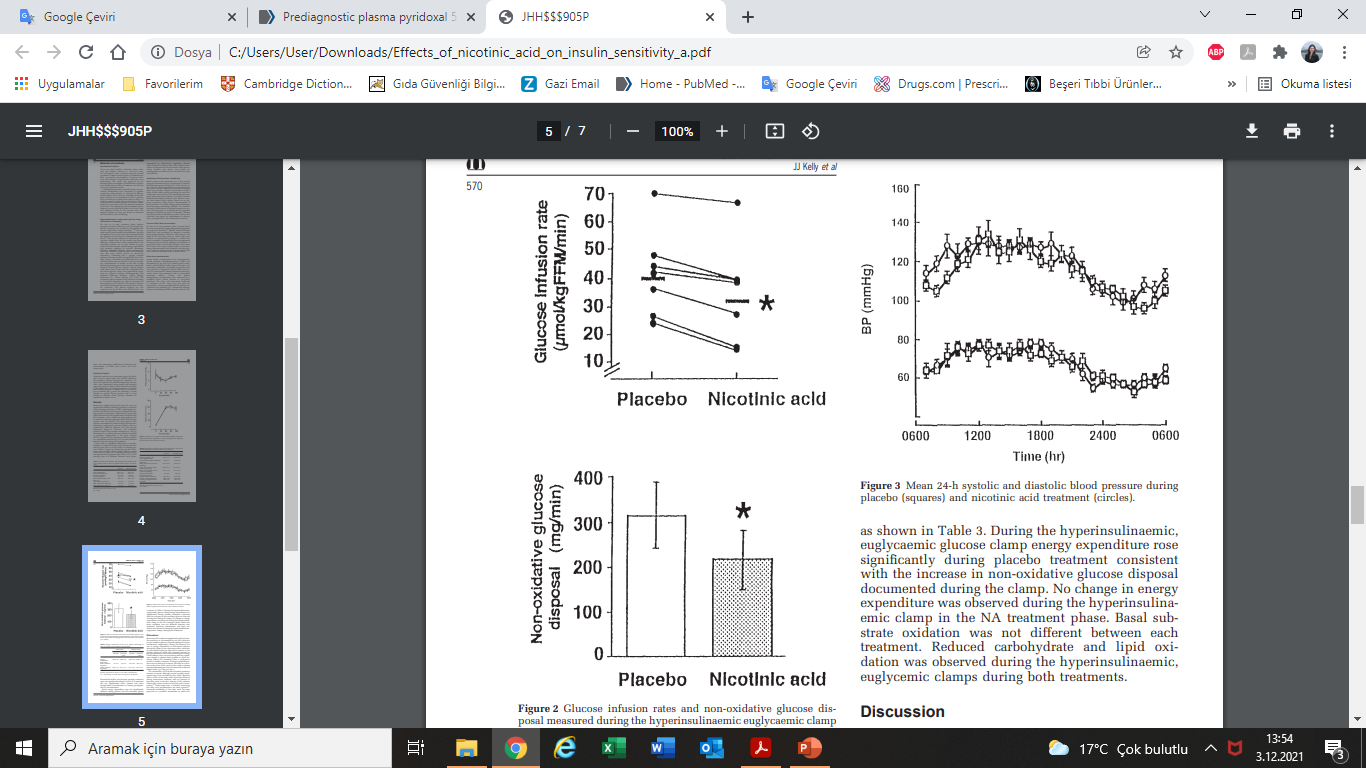 Google Çeviri
Prediagnostic plasma pyridoxal 5
JHH$$$905P
Dosya
C:/Users/User/Downloads/Effects_of_nicotinic_acid_on_insulin_sensitivity_a.pdf
ABP
Uygulamalar
Favorilerim
Cambridge Diction...
Gıda Güvenliği Bilgi...
Gazi Email
Home - PubMed -...
Google Çeviri
Drugs.com | Prescri...
Beşeri Tıbbi Ürünler...
»
Okuma listesi
JHH$$$905P
5 / 7
100%
3
4
5
JJ Kelly et al
570
Glucose infusion rate
(µmol/kgFFM/min)
70
60
50
40
30
20
10
*
Placebo Nicotinic acid
Non-oxidative glucose
disposal (mg/min)
400
300
200
100
0
*
Placebo Nicotinic acid
Figure 2 Glucose infusion rates and non-oxidative glucose dis-
posal measured during the hyperinsulinaemic euglycaemic clamp
BP (mmHg)
160
140
120
100
80
60
0600 1200 1800 2400 0600
Time (hr)
Figure 3 Mean 24-h systolic and diastolic blood pressure during
placebo (squares) and nicotinic acid treatment (circles).
as shown in Table 3. During the hyperinsulinaemic,
euglycaemic glucose clamp energy expenditure rose
significantly during placebo treatment consistent
with the increase in non-oxidative glucose disposal
documented during the clamp. No change in energy
expenditure was observed during the hyperinsulina-
emic clamp in the NA treatment phase. Basal sub-
strate oxidation was not different between each
treatment. Reduced carbohydrate and lipid oxi-
dation was observed during the hyperinsulinaemic,
euglycemic clamps during both treatments.
Discussion
Aramak için buraya yazın
17°C Çok bulutlu
13:54
3.12.2021
3